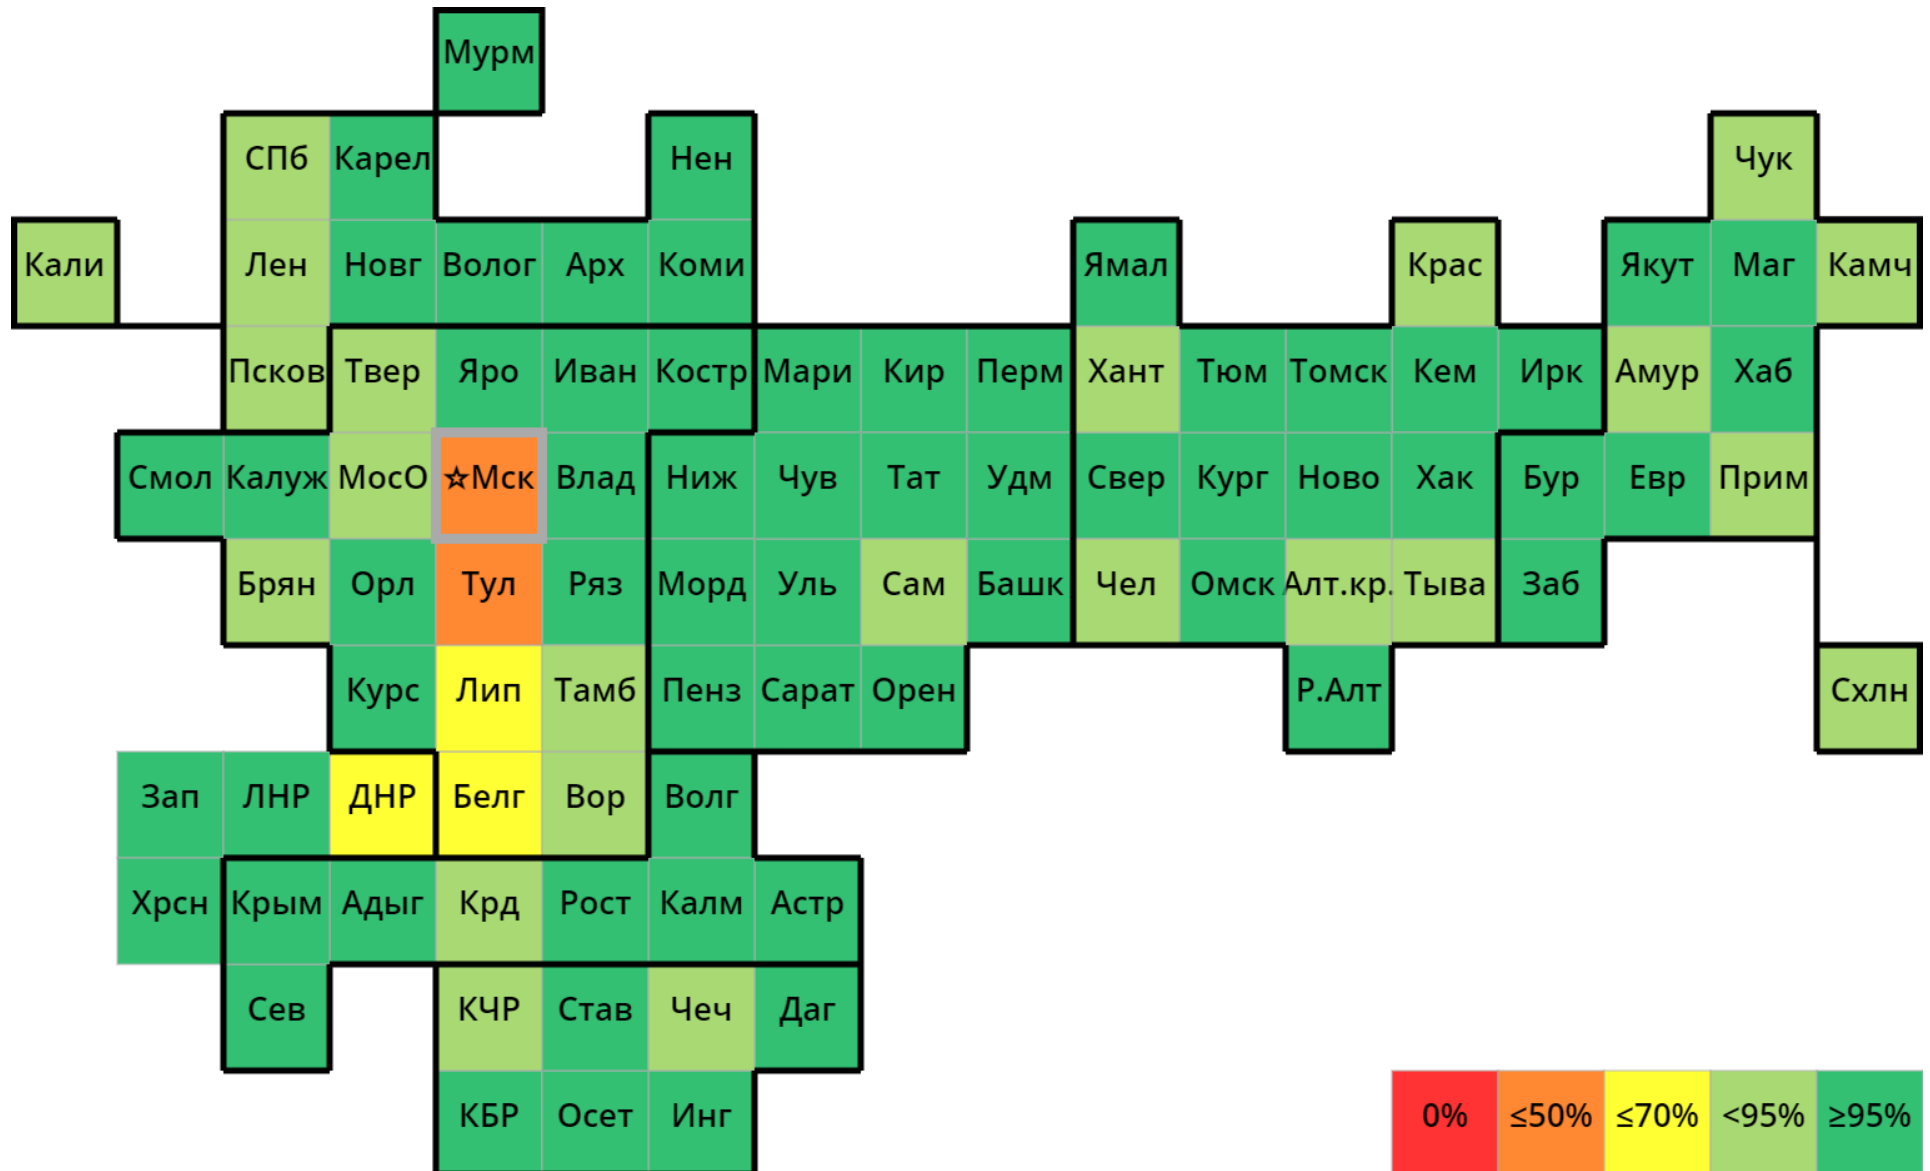 Мурм
СПб Карел Нен Чук
Кали Лен Новг Волог Арх Коми Ямал Крас Якут Маг Камч
Псков Твер Яро Иван Костр Мари Кир Перм Хант Тюм Томск Кем Ирк Амур Хаб
Смол Калуж МосО ☆Мск Влад Ниж Чув Тат Удм Свер Кург Ново Хак Бур Евр Прим
Брян Орл Тул Ряз Морд Уль Сам Башк Чел Омск Алт.кр. Тыва Заб
Курс Лип Тамб Пенз Сарат Орен Р.Алт Схлн
Зап ЛНР ДНР Белг Вор Волг
Хрсн Крым Адыг Крд Рост Калм Астр
Сев КЧР Став Чеч Даг
КБР Осет Инг 0% ≤50% ≤70% <95% ≥95%